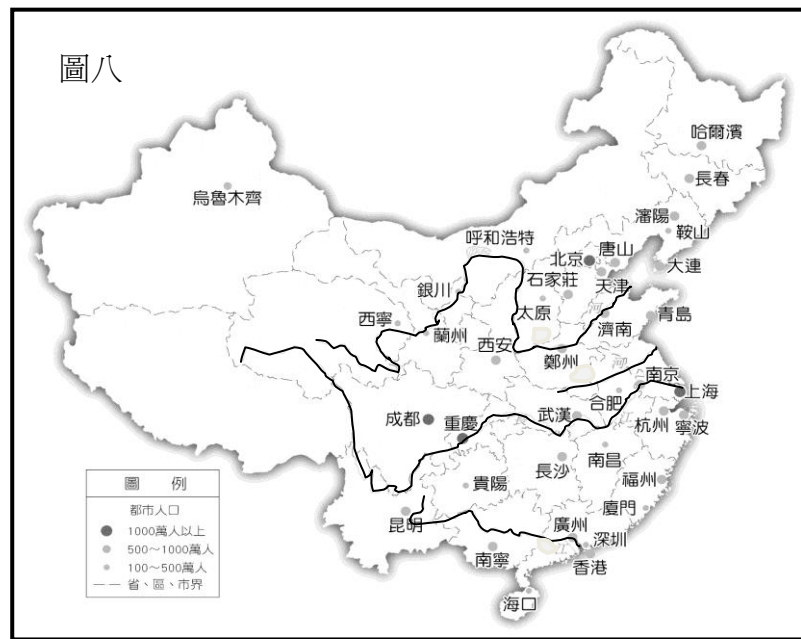 圖八
哈爾濱
長春
烏魯木齊
瀋陽
鞍山
呼和浩特
北京
唐山
大連
天津
石家莊
銀川
太原
河
西寧
蘭州
濟南
青島
西安
鄭州
河
南京
上海
合肥
成都
重慶
武漢
杭州
寧波
長沙
南昌
貴陽
福州
廈門
昆明
廣州
深圳
南寧
香港
海口
圖 例
都市人口
1000萬人以上
500～1000萬人
100～500萬人
省、區、市界